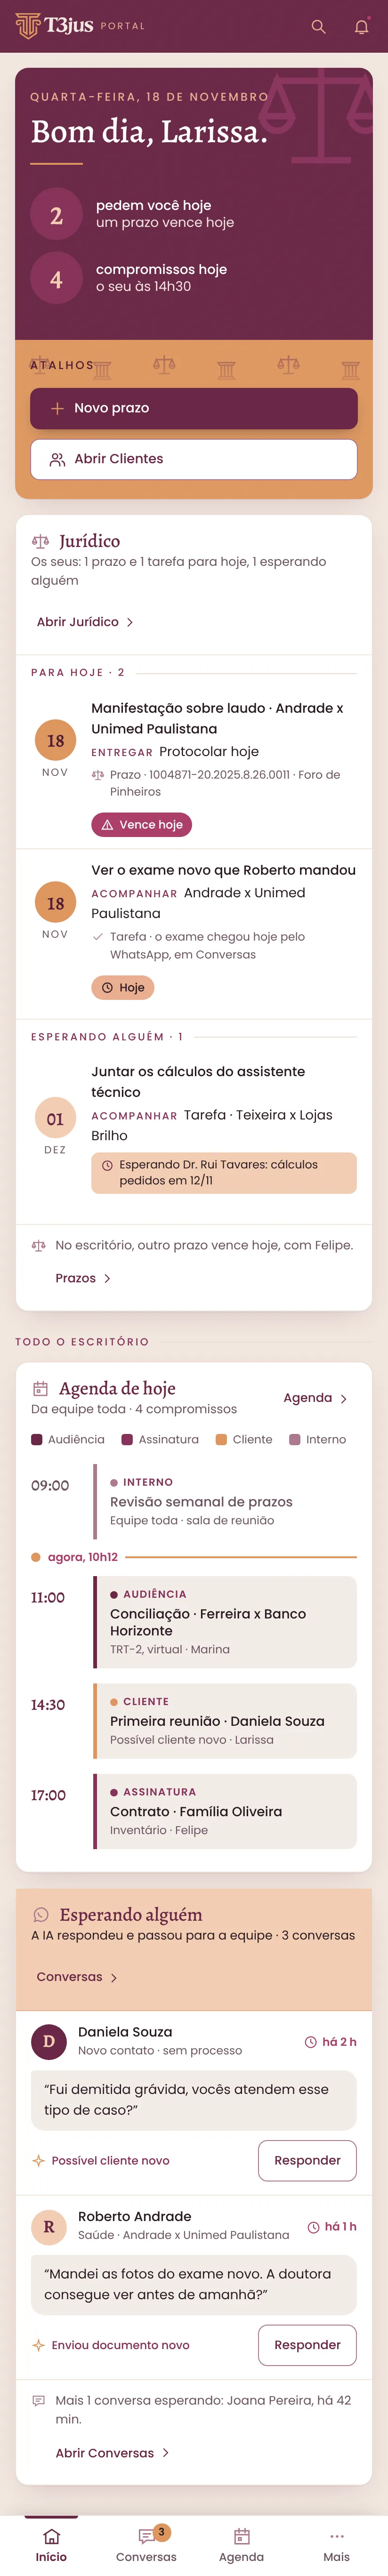 T3jus PORTAL
QUARTA-FEIRA, 18 DE NOVEMBRO
Bom dia, Larissa.
2
pedem você hoje
um prazo vence hoje
4
compromissos hoje
o seu às 14h30
ATALHOS
Novo prazo
Abrir Clientes
Jurídico
Os seus: 1 prazo e 1 tarefa para hoje, 1 esperando
alguém
Abrir Jurídico
PARA HOJE · 2
18
NOV
Manifestação sobre laudo · Andrade x
Unimed Paulistana
ENTREGAR Protocolar hoje
Prazo · 1004871-20.2025.8.26.0011 · Foro de
Pinheiros
Vence hoje
18
NOV
Ver o exame novo que Roberto mandou
ACOMPANHAR Andrade x Unimed
Paulistana
Tarefa · o exame chegou hoje pelo
WhatsApp, em Conversas
Hoje
ESPERANDO ALGUÉM · 1
01
DEZ
Juntar os cálculos do assistente
técnico
ACOMPANHAR Tarefa · Teixeira x Lojas
Brilho
Esperando Dr. Rui Tavares: cálculos
pedidos em 12/11
No escritório, outro prazo vence hoje, com Felipe.
Prazos
TODO O ESCRITÓRIO
Agenda de hoje
Da equipe toda · 4 compromissos
Agenda
Audiência Assinatura Cliente Interno
09:00
INTERNO
Revisão semanal de prazos
Equipe toda · sala de reunião
agora, 10h12
11:00
AUDIÊNCIA
Conciliação · Ferreira x Banco
Horizonte
TRT-2, virtual · Marina
14:30
CLIENTE
Primeira reunião · Daniela Souza
Possível cliente novo · Larissa
17:00
ASSINATURA
Contrato · Família Oliveira
Inventário · Felipe
Esperando alguém
A IA respondeu e passou para a equipe · 3 conversas
Conversas
D
Daniela Souza
Novo contato · sem processo
há 2 h
“Fui demitida grávida, vocês atendem esse
tipo de caso?”
Possível cliente novo
Responder
R
Roberto Andrade
Saúde · Andrade x Unimed Paulistana
há 1 h
“Mandei as fotos do exame novo. A doutora
consegue ver antes de amanhã?”
Enviou documento novo
Responder
Mais 1 conversa esperando: Joana Pereira, há 42
min.
Abrir Conversas
3
Início Conversas Agenda Mais